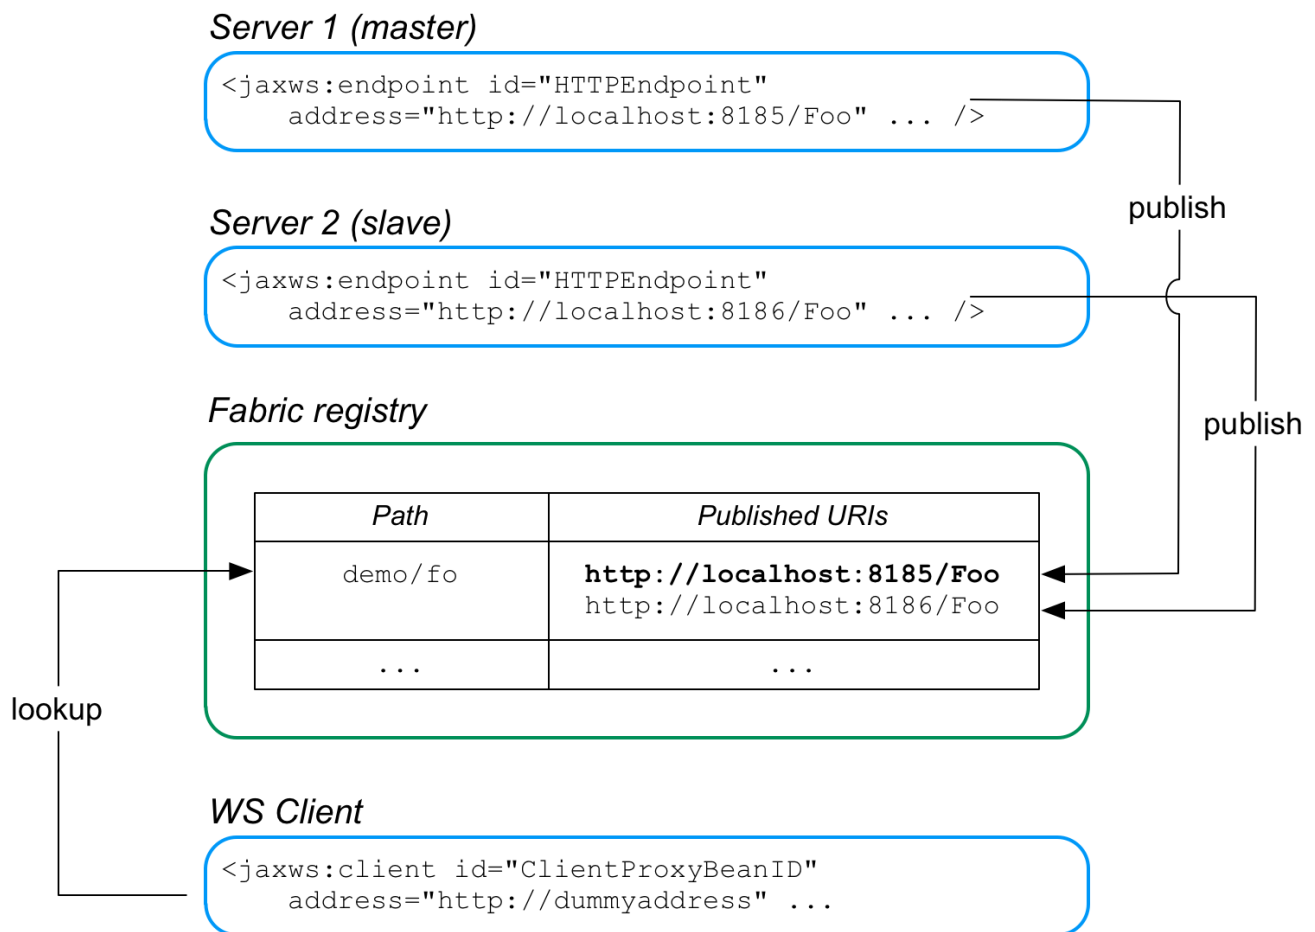 Server 1 (master)
<jaxws:endpoint id="HTTPEndpoint"
address="http://localhost:8185/Foo" ... />
publish
Server 2 (slave)
<jaxws:endpoint id="HTTPEndpoint"
address="http://localhost:8186/Foo" ... />
publish
Fabric registry
Path Published URIs
demo/fo http://localhost:8185/Foo
http://localhost:8186/Foo
... ...
lookup
WS Client
<jaxws:client id="ClientProxyBeanID"
address="http://dummyaddress" ...